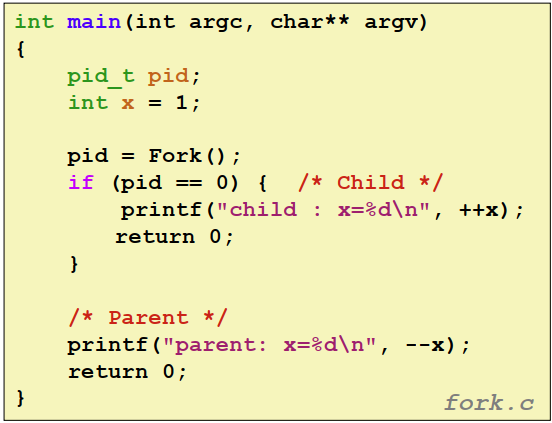 int main(int argc, char** argv)
{
    pid_t pid;
    int x = 1;

    pid = Fork();
    if (pid == 0) {  /* Child */
        printf("child : x=%d\n", ++x);
        return 0;
    }

    /* Parent */
    printf("parent: x=%d\n", --x);
    return 0;
}
fork.c